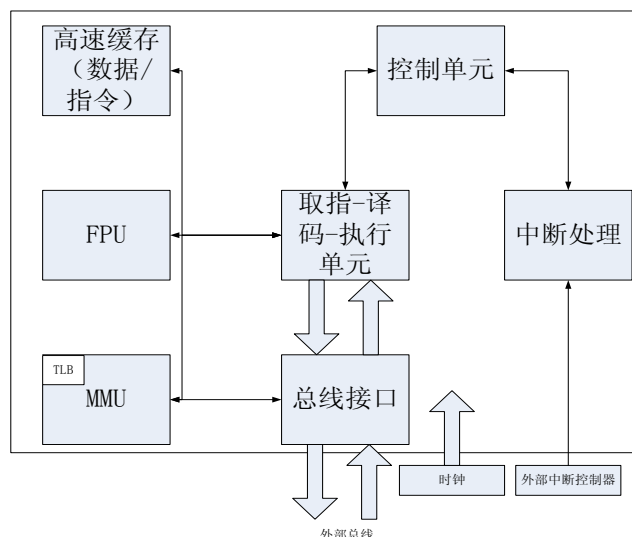 高速缓存
（数据/
指令）
控制单元
FPU
取指-译
码-执行
单元
中断处理
TLB
MMU
总线接口
时钟
外部中断控制器
外部总线